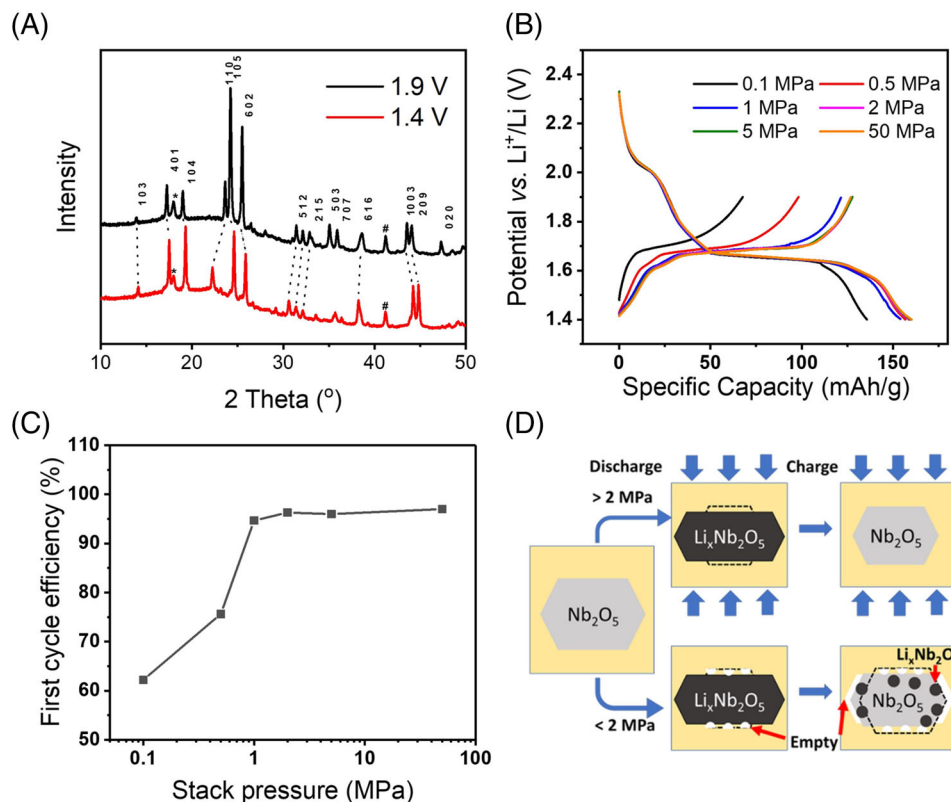 (A)
Intensity
1.9 V
1.4 V
1 0 3
4 0 1
*
1 0 4
1 1 0
1 0 5
6 0 2
5 1 2
2 1 5
5 0 3
7 0 7
6 1 6
#
10 0 3
2 0 9
0 2 0
*
#
10 20 30 40 50
2 Theta (°)
(B)
Potential vs. Li⁺/Li (V)
2.4
2.2
2.0
1.8
1.6
1.4
0.1 MPa 0.5 MPa
1 MPa 2 MPa
5 MPa 50 MPa
0 50 100 150
Specific Capacity (mAh/g)
(C)
First cycle efficiency (%)
110
100
90
80
70
60
50
0.1 1 10 100
Stack pressure (MPa)
(D)
Discharge Charge
> 2 MPa
LiₓNb₂O₅ Nb₂O₅
Nb₂O₅
LiₓNb₂O
LiₓNb₂O₅ Nb₂O₅
< 2 MPa Empty